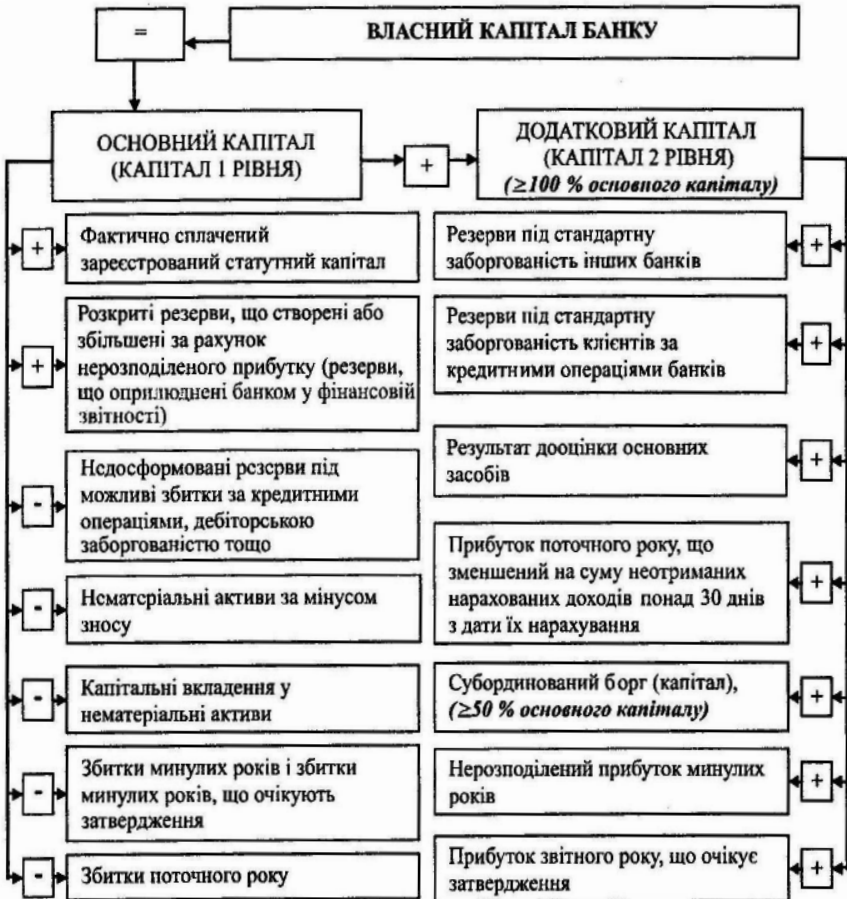 =
ВЛАСНИЙ КАПІТАЛ БАНКУ
ОСНОВНИЙ КАПІТАЛ
(КАПІТАЛ 1 РІВНЯ)
+
ДОДАТКОВИЙ КАПІТАЛ
(КАПІТАЛ 2 РІВНЯ)
(≥100 % основного капіталу)
+
Фактично сплачений
зареєстрований статутний капітал
+
Розкриті резерви, що створені або
збільшені за рахунок
нерозподіленого прибутку (резерви,
що оприлюднені банком у фінансовій
звітності)
-
Недосформовані резерви під
можливі збитки за кредитними
операціями, дебіторською
заборгованістю тощо
-
Нематеріальні активи за мінусом
зносу
-
Капітальні вкладення у
нематеріальні активи
-
Збитки минулих років і збитки
минулих років, що очікують
затвердження
-
Збитки поточного року
Резерви під стандартну
заборгованість інших банків
+
Резерви під стандартну
заборгованість клієнтів за
кредитними операціями банків
+
Результат дооцінки основних
засобів
+
Прибуток поточного року, що
зменшений на суму неотриманих
нарахованих доходів понад 30 днів
з дати їх нарахування
+
Субординований борг (капітал),
(≥50 % основного капіталу)
+
Нерозподілений прибуток минулих
років
+
Прибуток звітного року, що очікує
затвердження
+